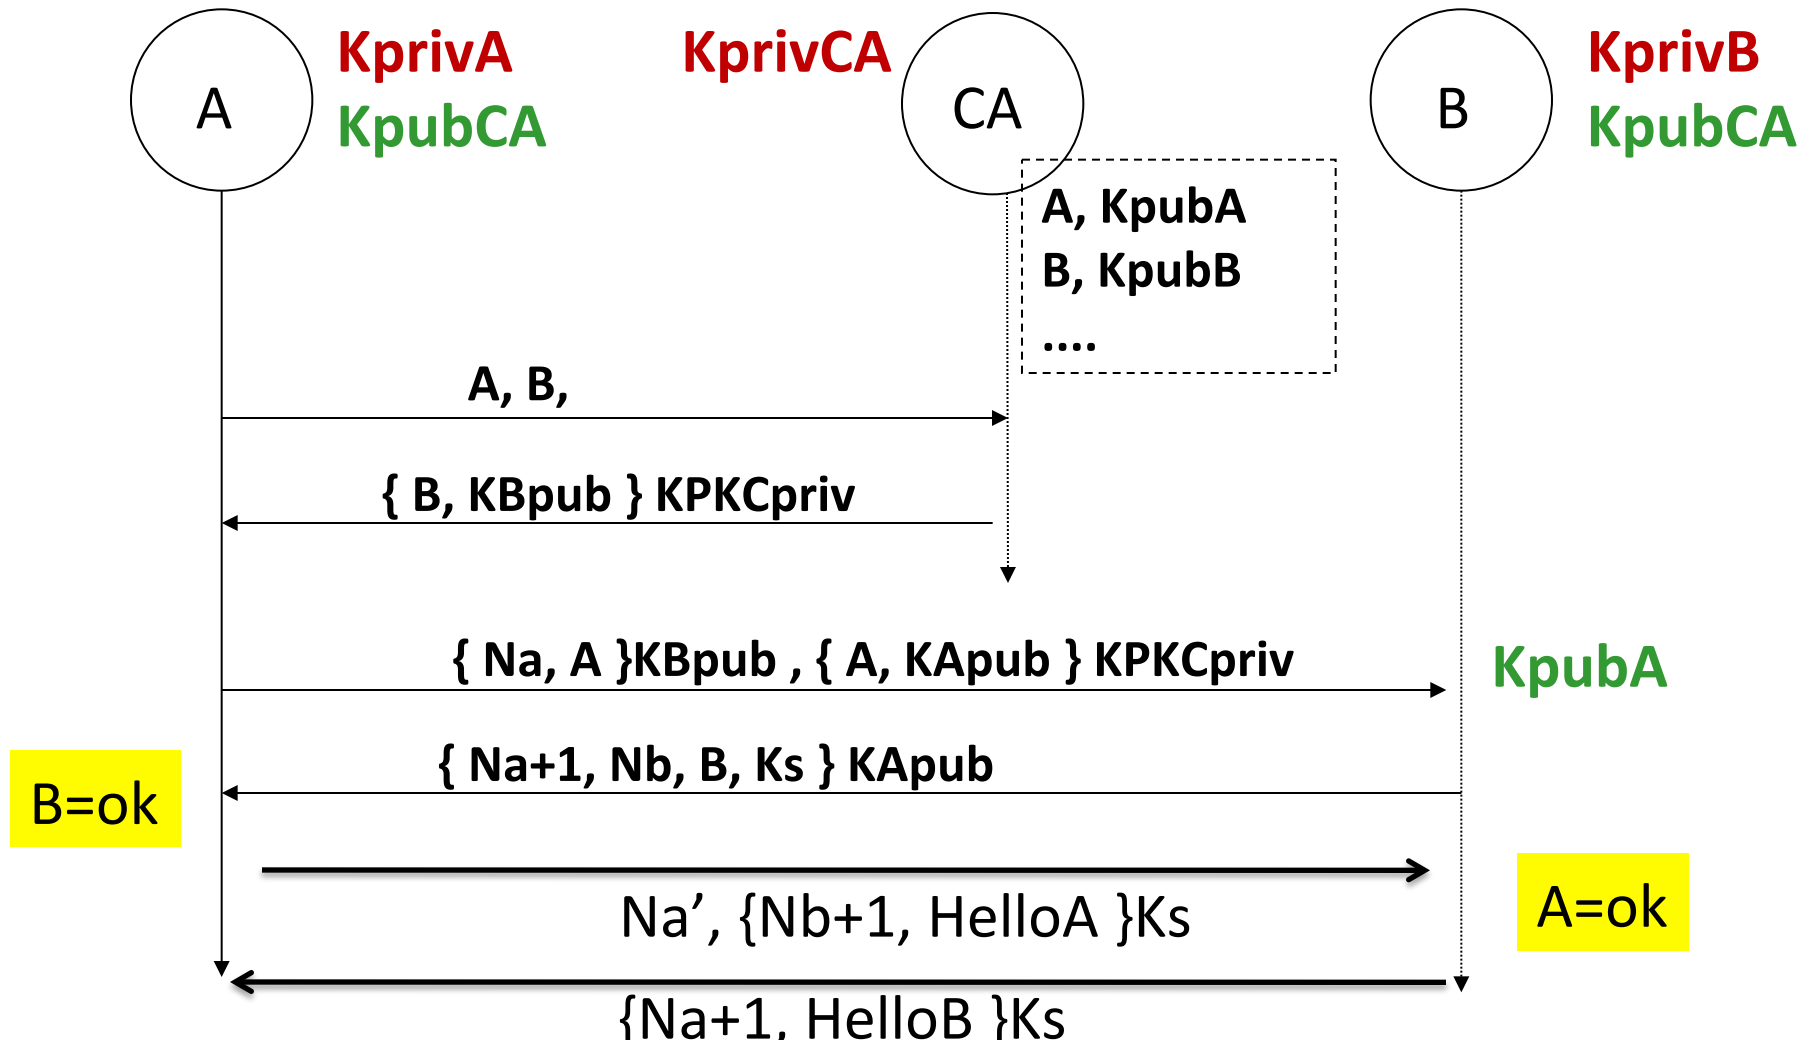 A
KprivA
KpubCA
KprivCA
CA
B
KprivB
KpubCA
A, KpubA
B, KpubB
....
A, B,
{ B, KBpub } KPKCpriv
{ Na, A }KBpub , { A, KApub } KPKCpriv
KpubA
{ Na+1, Nb, B, Ks } KApub
B=ok
Na’, {Nb+1, HelloA }Ks
A=ok
{Na+1, HelloB }Ks